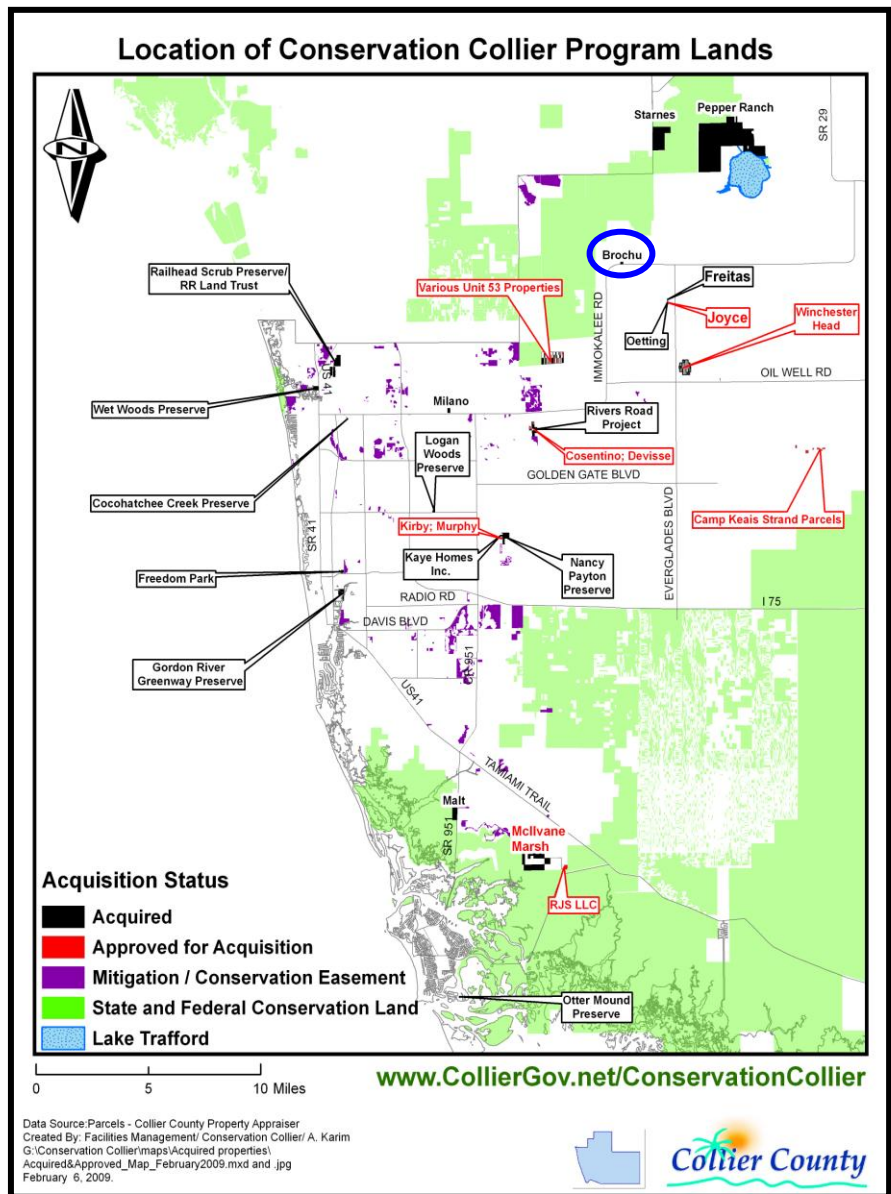 Location of Conservation Collier Program Lands
N
Starnes
Pepper Ranch
SR 29
Brochu
Railhead Scrub Preserve/
RR Land Trust
Various Unit 53 Properties
IMMOKALEE RD
Freitas
Joyce
Oetting
Winchester
Head
US 41
OIL WELL RD
Wet Woods Preserve
Milano
Rivers Road
Project
Logan
Woods
Preserve
Cosentino; Devisse
GOLDEN GATE BLVD
Cocohatchee Creek Preserve
SR 41
Kirby; Murphy
EVERGLADES BLVD
Camp Keais Strand Parcels
Kaye Homes
Inc.
Nancy
Payton
Preserve
Freedom Park
RADIO RD
I 75
DAVIS BLVD
Gordon River
Greenway Preserve
CR 951
US41
TAMIAMI TRAIL
Malt
SR 951
McIlvane
Marsh
RJS LLC
Otter Mound
Preserve
Acquisition Status
Acquired
Approved for Acquisition
Mitigation / Conservation Easement
State and Federal Conservation Land
Lake Trafford
0 5 10 Miles
www.CollierGov.net/ConservationCollier
Data Source:Parcels - Collier County Property Appraiser
Created By: Facilities Management/ Conservation Collier/ A. Karim
G:\Conservation Collier\maps\Acquired properties\
Acquired&Approved_Map_February2009.mxd and .jpg
February 6, 2009.
Collier County